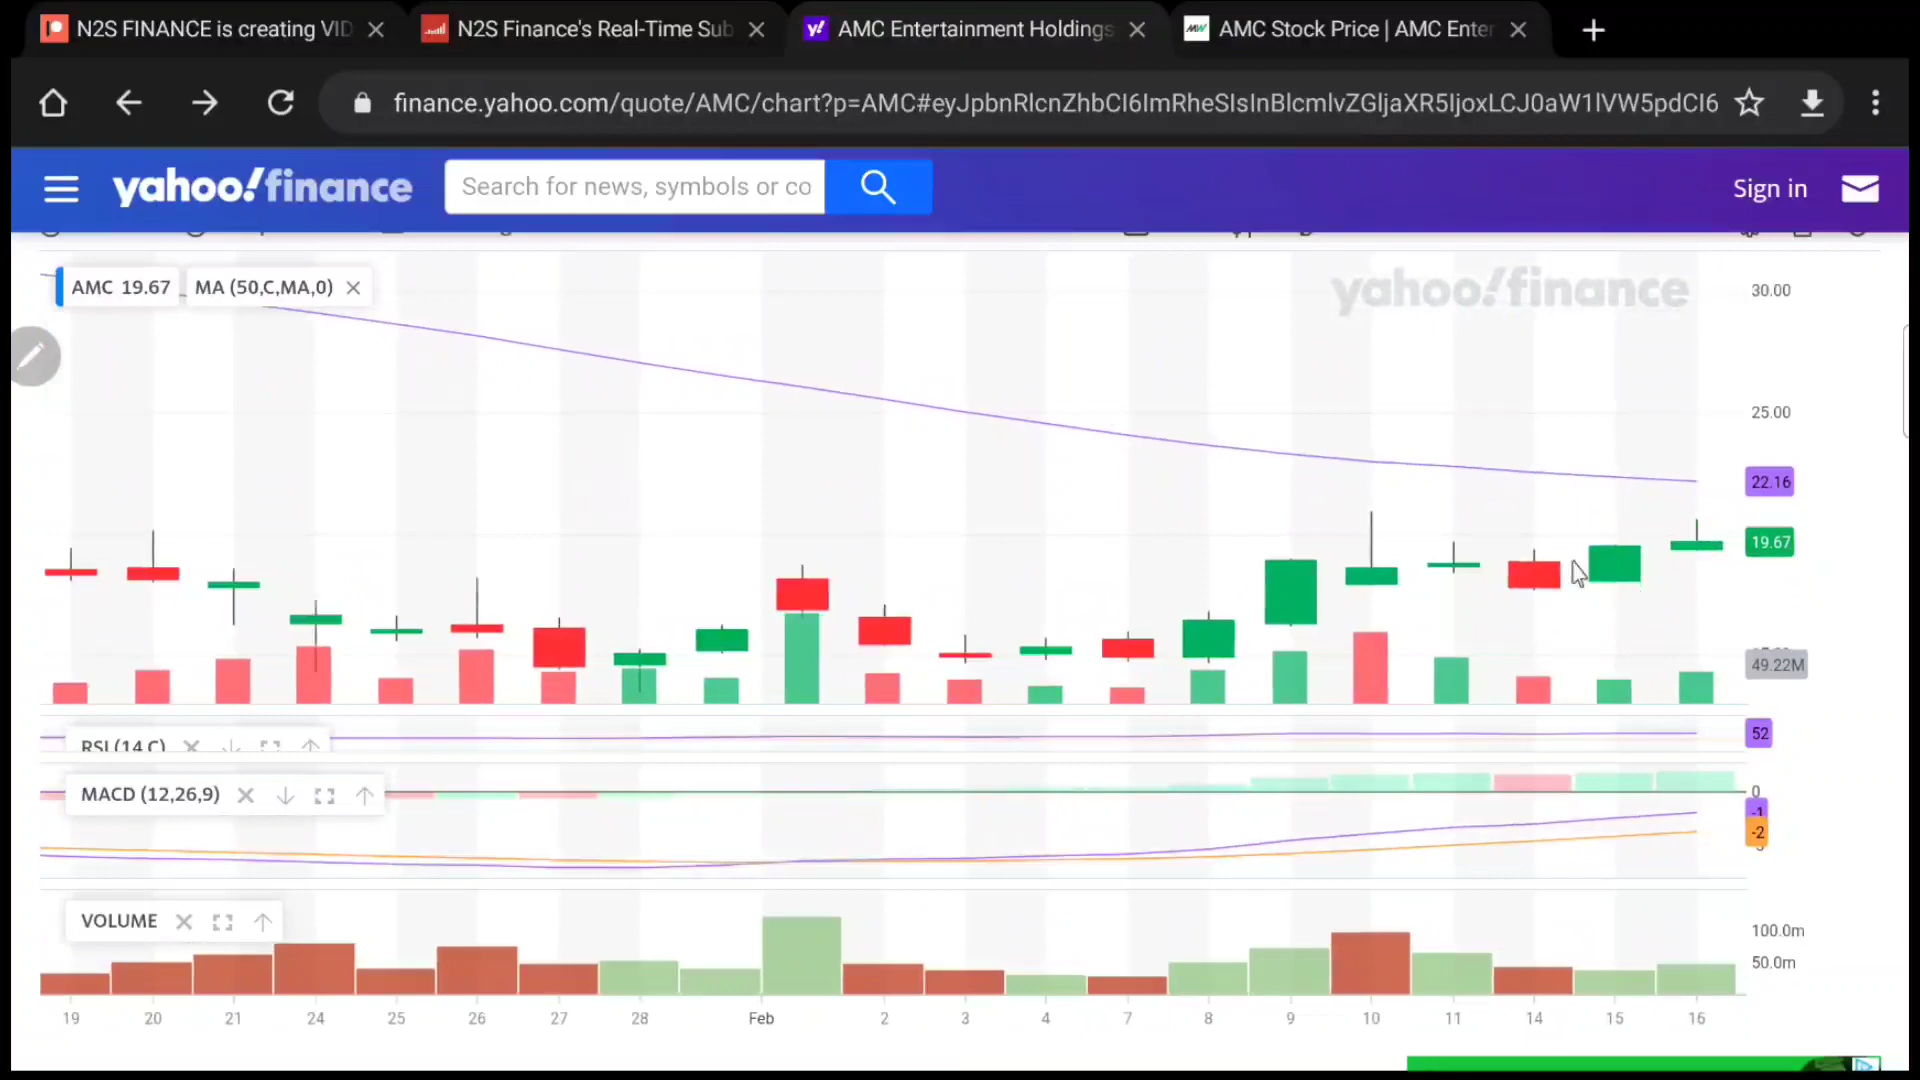 N2S FINANCE is creating VID
N2S Finance's Real-Time Sub
AMC Entertainment Holdings
AMC Stock Price | AMC Enter
finance.yahoo.com/quote/AMC/chart?p=AMC#eyJpbnRlcnZhbCI6ImRheSIsInBlcmlvZGljaXR5IjoxLCJ0aW1lVW5pdCI6
yahoo!finance
Search for news, symbols or co
Sign in
AMC 19.67
MA (50,C,MA,0)
yahoo!finance
30.00
25.00
22.16
19.67
49.22M
RSI (14,C)
52
MACD (12,26,9)
0
-1
-2
VOLUME
100.0m
50.0m
19 20 21 24 25 26 27 28 Feb 2 3 4 7 8 9 10 11 14 15 16